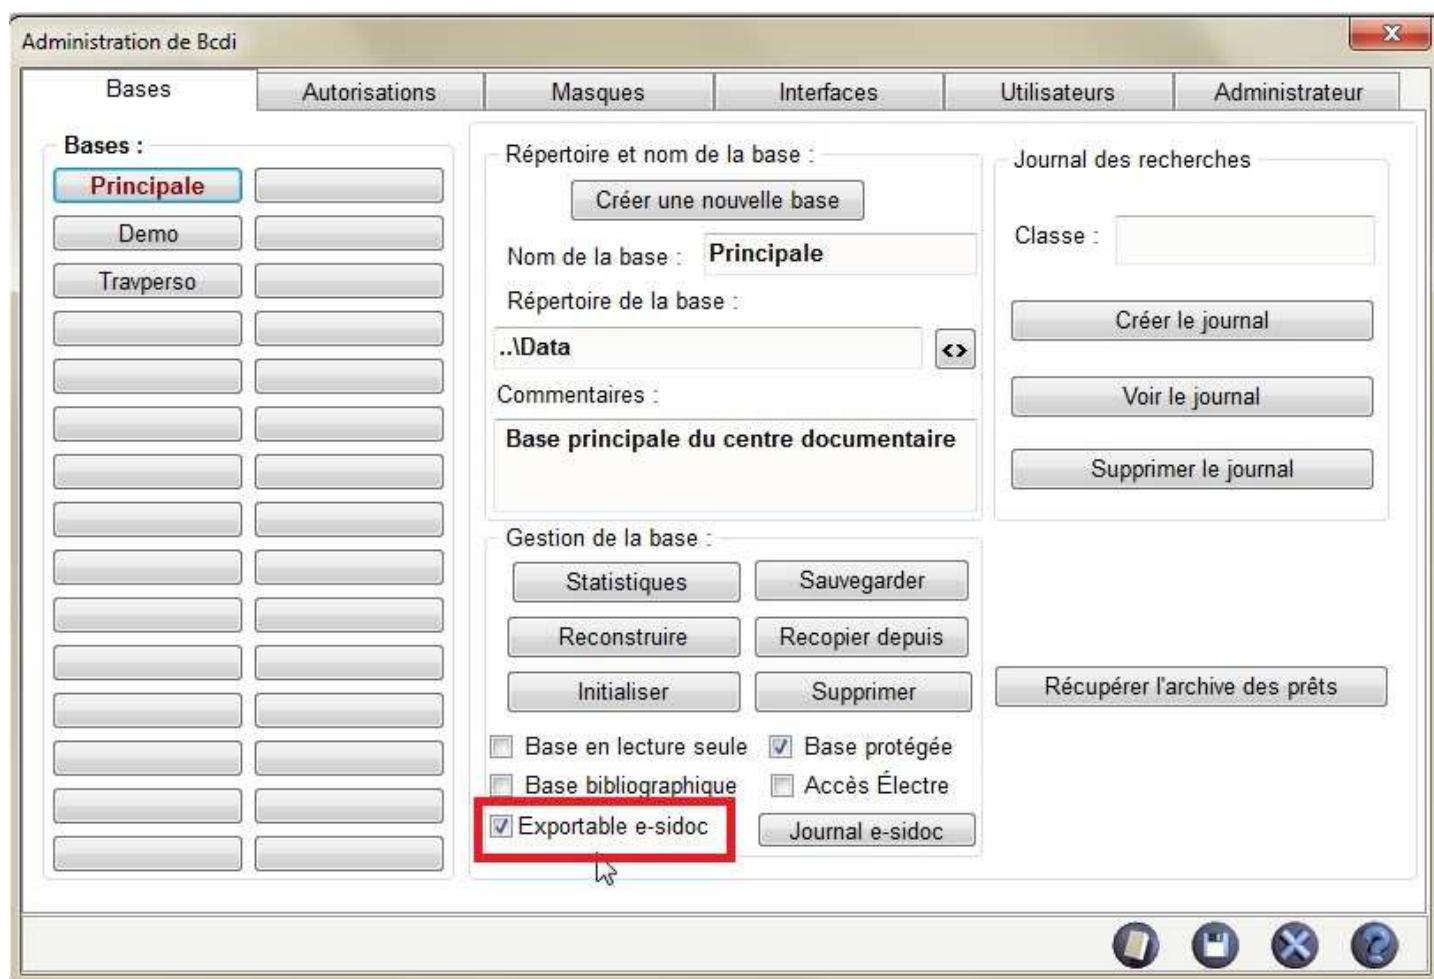 Administration de Bcdi
Bases
Autorisations
Masques
Interfaces
Utilisateurs
Administrateur
Bases :
Principale
Demo
Travperso
Répertoire et nom de la base :
Créer une nouvelle base
Nom de la base : Principale
Répertoire de la base :
..\Data
<>
Commentaires :
Base principale du centre documentaire
Gestion de la base :
Statistiques
Sauvegarder
Reconstruire
Recopier depuis
Initialiser
Supprimer
Base en lecture seule
Base protégée
Base bibliographique
Accès Électre
Exportable e-sidoc
Journal e-sidoc
Journal des recherches
Classe :
Créer le journal
Voir le journal
Supprimer le journal
Récupérer l'archive des prêts